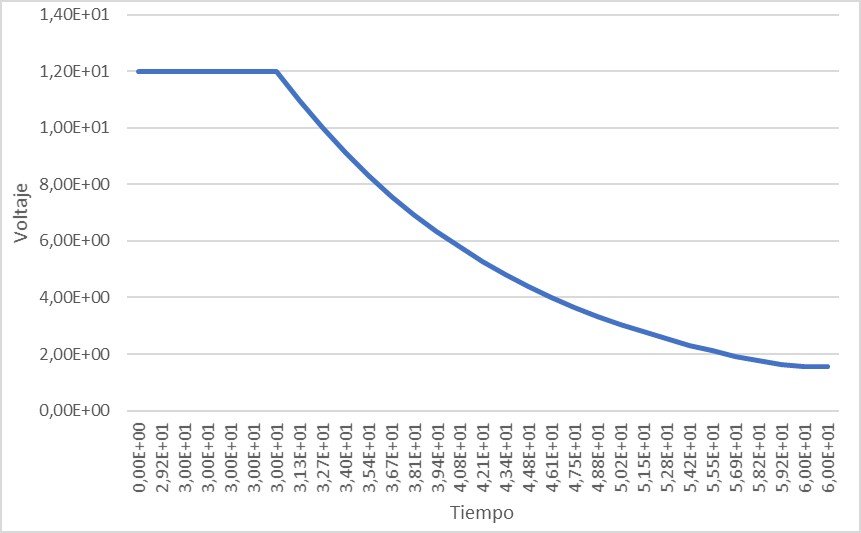 1,40E+01
1,20E+01
1,00E+01
8,00E+00
6,00E+00
4,00E+00
2,00E+00
0,00E+00
Voltaje
0,00E+00
2,92E+01
3,00E+01
3,00E+01
3,00E+01
3,00E+01
3,00E+01
3,13E+01
3,27E+01
3,40E+01
3,54E+01
3,67E+01
3,81E+01
3,94E+01
4,08E+01
4,21E+01
4,34E+01
4,48E+01
4,61E+01
4,75E+01
4,88E+01
5,02E+01
5,15E+01
5,28E+01
5,42E+01
5,55E+01
5,69E+01
5,82E+01
5,92E+01
6,00E+01
6,00E+01
Tiempo